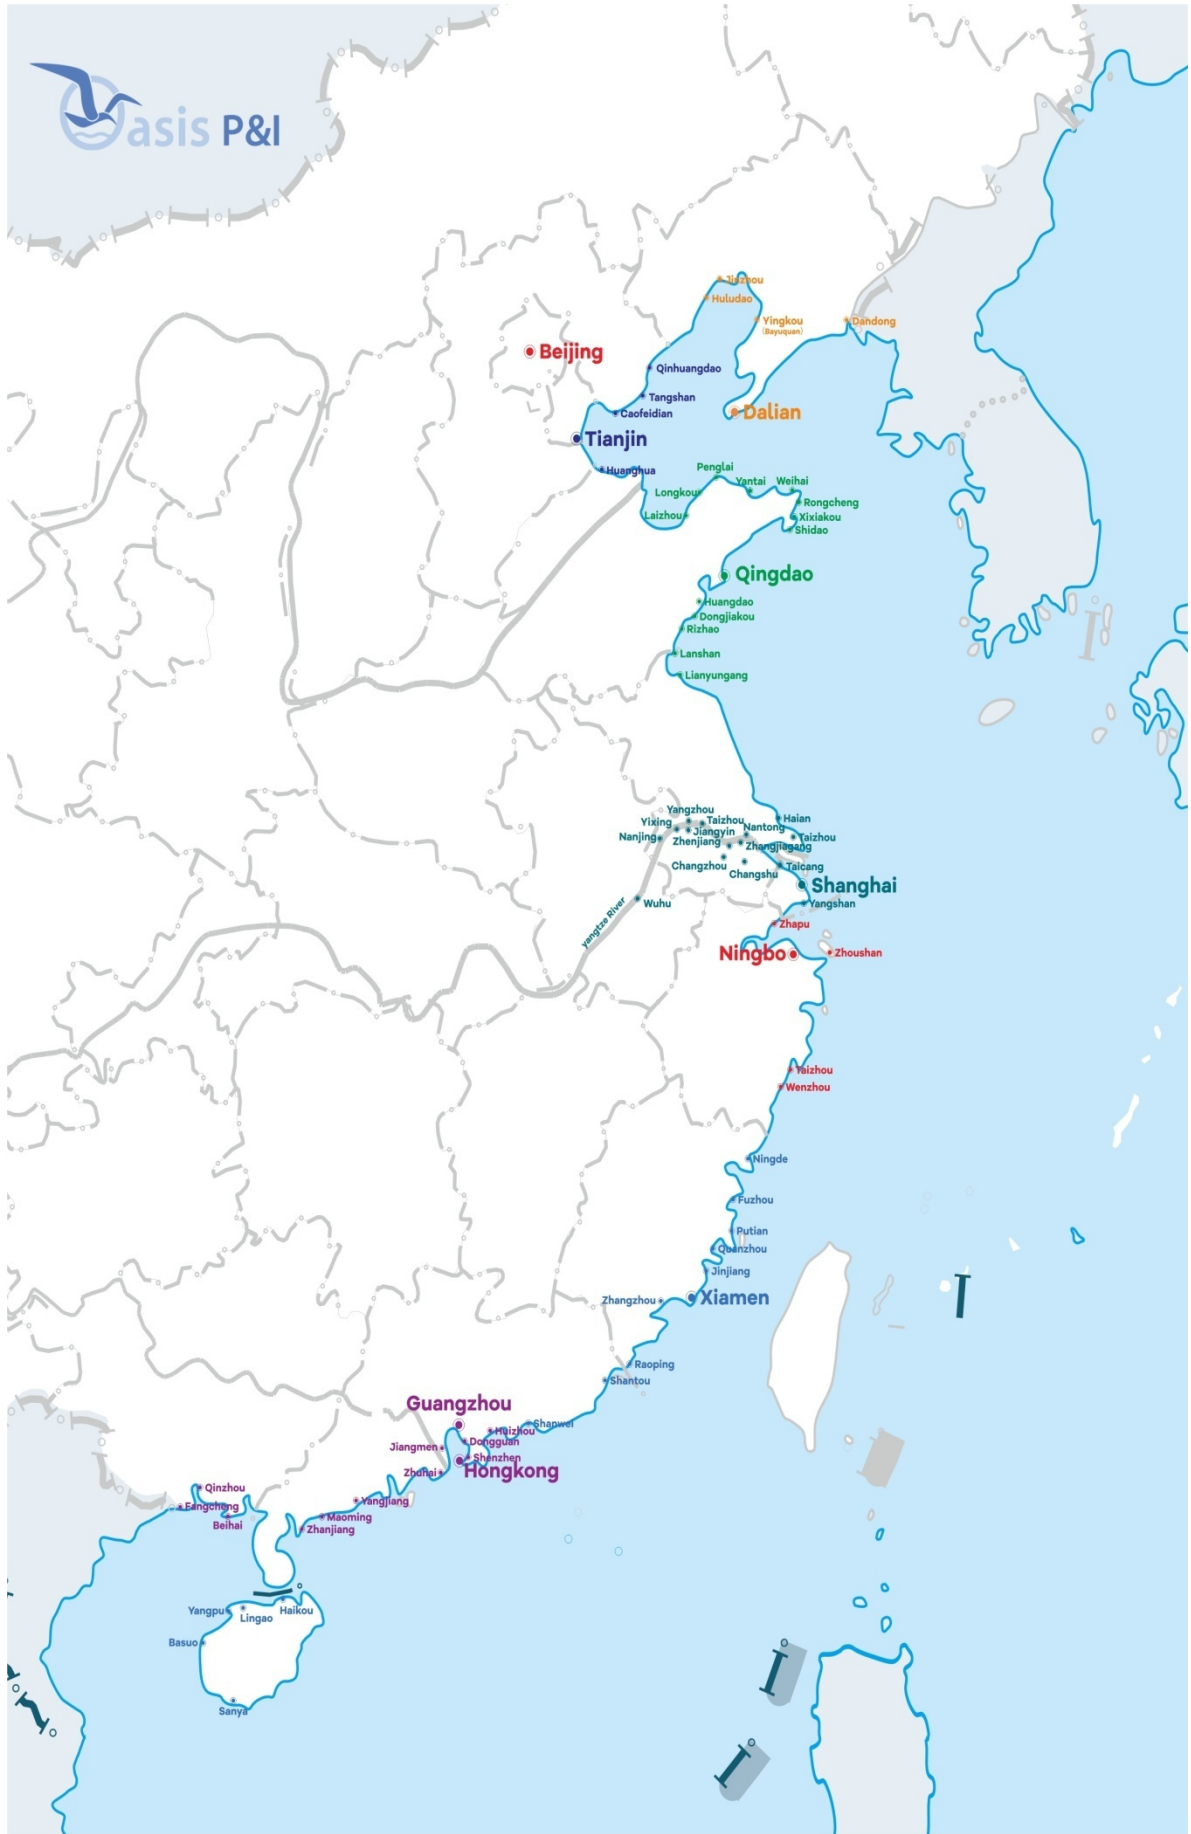 Oasis P&I
Jinzhou
Huludao
Yingkou
(Bayuquan)
Dandong
Beijing
Qinhuangdao
Tangshan
Caofeidian
Dalian
Tianjin
Huanghua
Penglai
Yantai
Weihai
Longkou
Rongcheng
Laizhou
Xixiakou
Shidao
Qingdao
Huangdao
Dongjiakou
Rizhao
Lanshan
Lianyungang
Yangzhou
Haian
Yixing
Taizhou
Nantong
Jiangyin
Nanjing
Taizhou
Zhenjiang
Zhangjiagang
Changzhou
Changshu
Taicang
Shanghai
Wuhu
Yangshan
yangtze River
Zhapu
Ningbo
Zhoushan
Taizhou
Wenzhou
Ningde
Fuzhou
Putian
Quanzhou
Jinjiang
Zhangzhou
Xiamen
Raoping
Shantou
Guangzhou
Shanwei
Huizhou
Dongguan
Jiangmen
Shenzhen
Zhuhai
Hongkong
Qinzhou
Yangjiang
Fangcheng
Maoming
Beihai
Zhanjiang
Yangpu
Haikou
Lingao
Basuo
Sanya